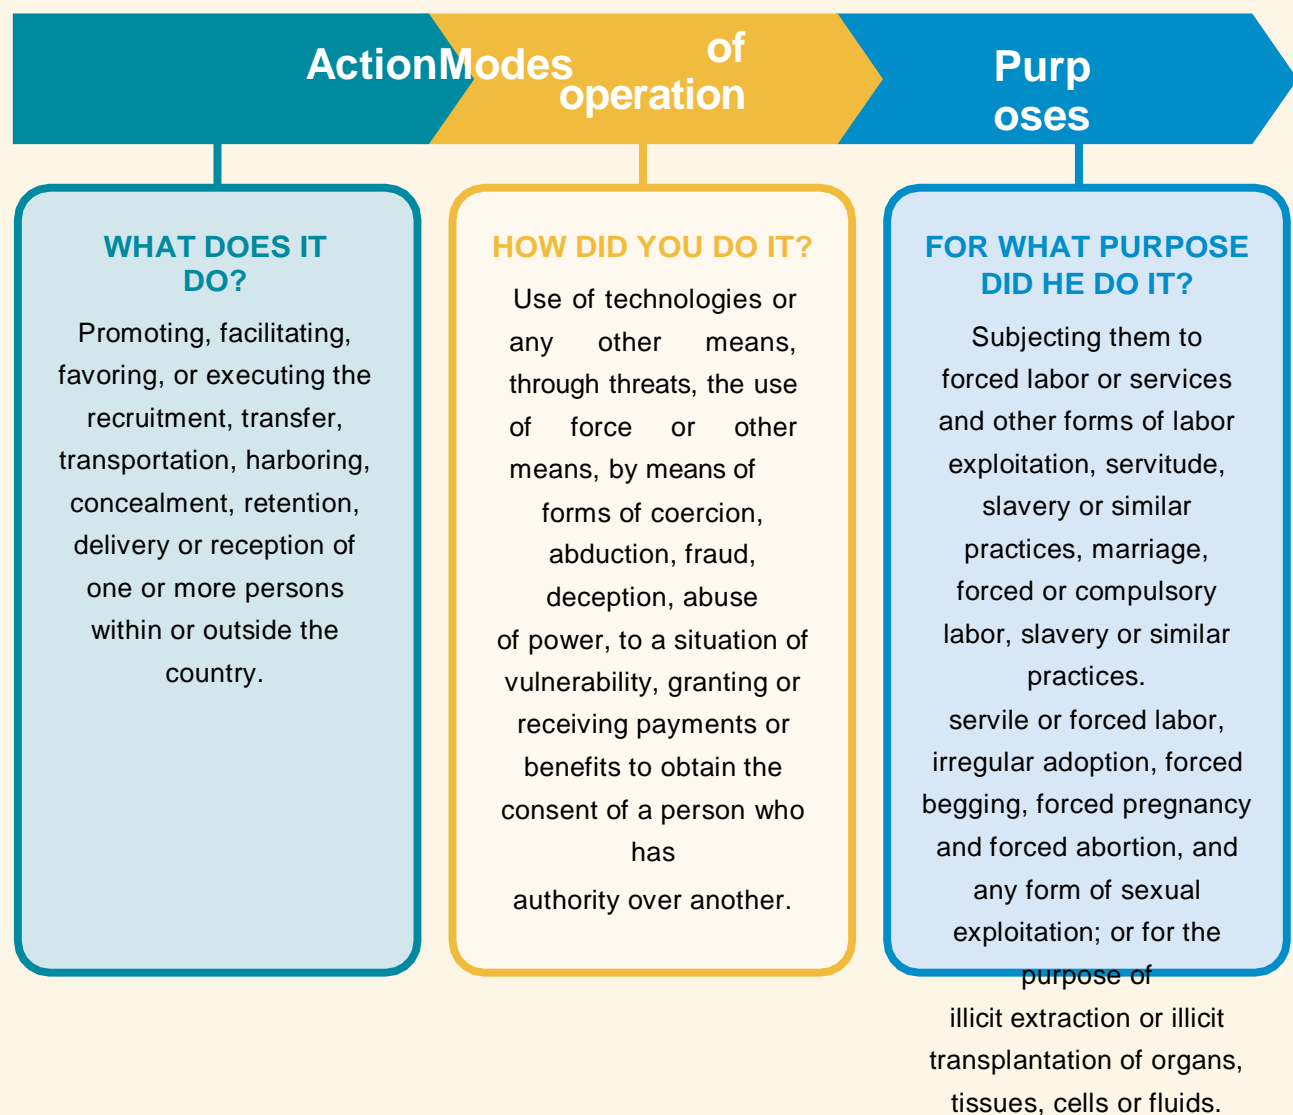 ActionModes of
operation
Purp
oses
WHAT DOES IT
DO?
Promoting, facilitating,
favoring, or executing the
recruitment, transfer,
transportation, harboring,
concealment, retention,
delivery or reception of
one or more persons
within or outside the
country.
HOW DID YOU DO IT?
Use of technologies or
any other means,
through threats, the use
of force or other
means, by means of
forms of coercion,
abduction, fraud,
deception, abuse
of power, to a situation of
vulnerability, granting or
receiving payments or
benefits to obtain the
consent of a person who
has
authority over another.
FOR WHAT PURPOSE
DID HE DO IT?
Subjecting them to
forced labor or services
and other forms of labor
exploitation, servitude,
slavery or similar
practices, marriage,
forced or compulsory
labor, slavery or similar
practices.
servile or forced labor,
irregular adoption, forced
begging, forced pregnancy
and forced abortion, and
any form of sexual
exploitation; or for the
purpose of
illicit extraction or illicit
transplantation of organs,
tissues, cells or fluids.